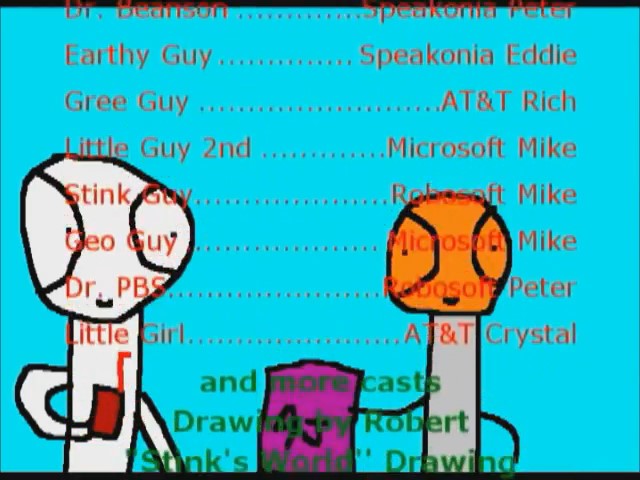 Dr. Beanson .............Speakonia Peter
Earthy Guy.............. Speakonia Eddie
Gree Guy .........................AT&T Rich
Little Guy 2nd .............Microsoft Mike
Stink Guy....................Robosoft Mike
Geo Guy ................... Microsoft Mike
Dr. PBS......................Robosoft Peter
Little Girl......................AT&T Crystal
and more casts
Drawing by Robert
"Stink's World'' Drawing